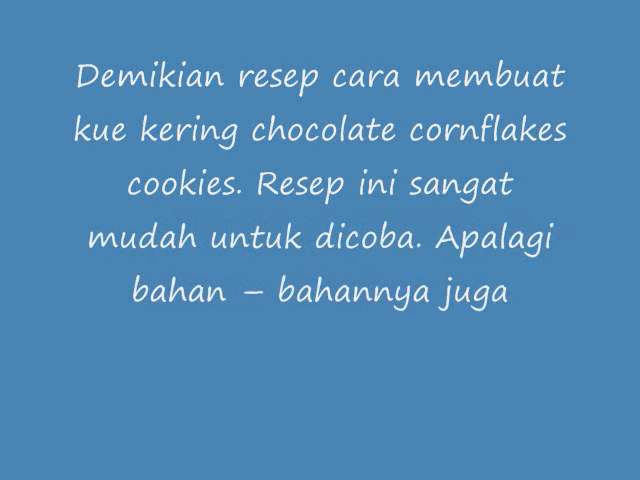 Demikian resep cara membuat
kue kering chocolate cornflakes
cookies. Resep ini sangat
mudah untuk dicoba. Apalagi
bahan – bahannya juga